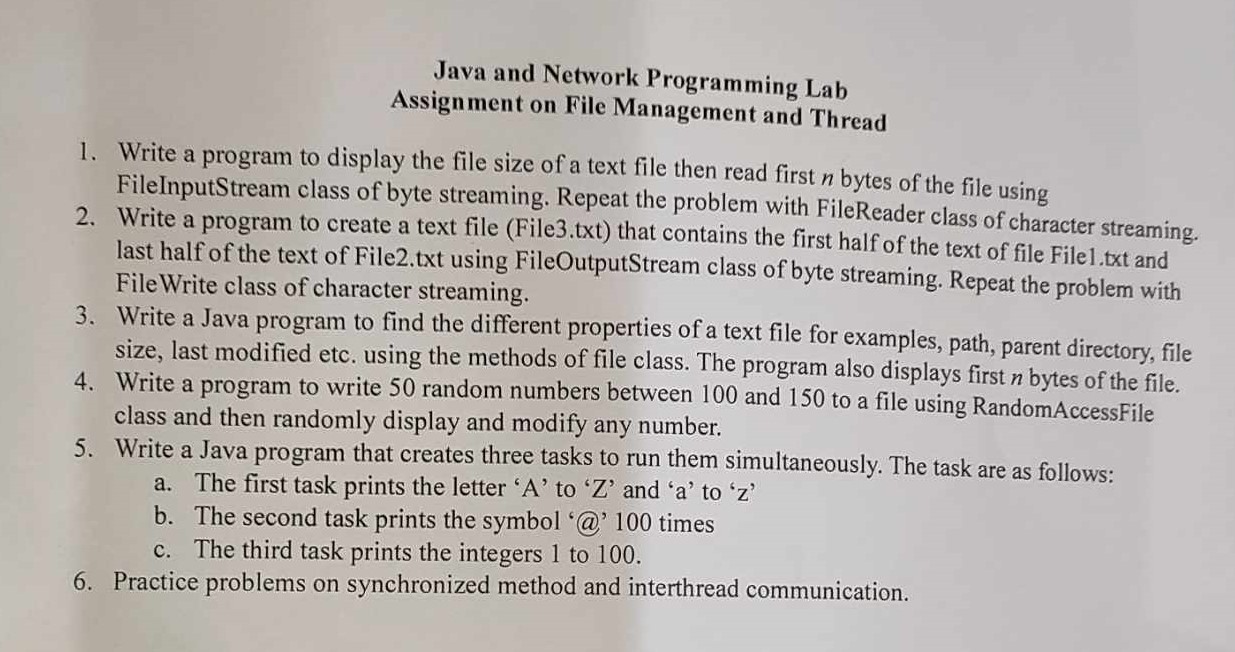 Java and Network Programming Lab
Assignment on File Management and Thread
1. Write a program to display the file size of a text file then read first n bytes of the file using
FileInputStream class of byte streaming. Repeat the problem with FileReader class of character streaming.
2. Write a program to create a text file (File3.txt) that contains the first half of the text of file File1.txt and
last half of the text of File2.txt using FileOutputStream class of byte streaming. Repeat the problem with
FileWrite class of character streaming.
3. Write a Java program to find the different properties of a text file for examples, path, parent directory, file
size, last modified etc. using the methods of file class. The program also displays first n bytes of the file.
4. Write a program to write 50 random numbers between 100 and 150 to a file using RandomAccessFile
class and then randomly display and modify any number.
5. Write a Java program that creates three tasks to run them simultaneously. The task are as follows:
a. The first task prints the letter ‘A’ to ‘Z’ and ‘a’ to ‘z’
b. The second task prints the symbol ‘@’ 100 times
c. The third task prints the integers 1 to 100.
6. Practice problems on synchronized method and interthread communication.